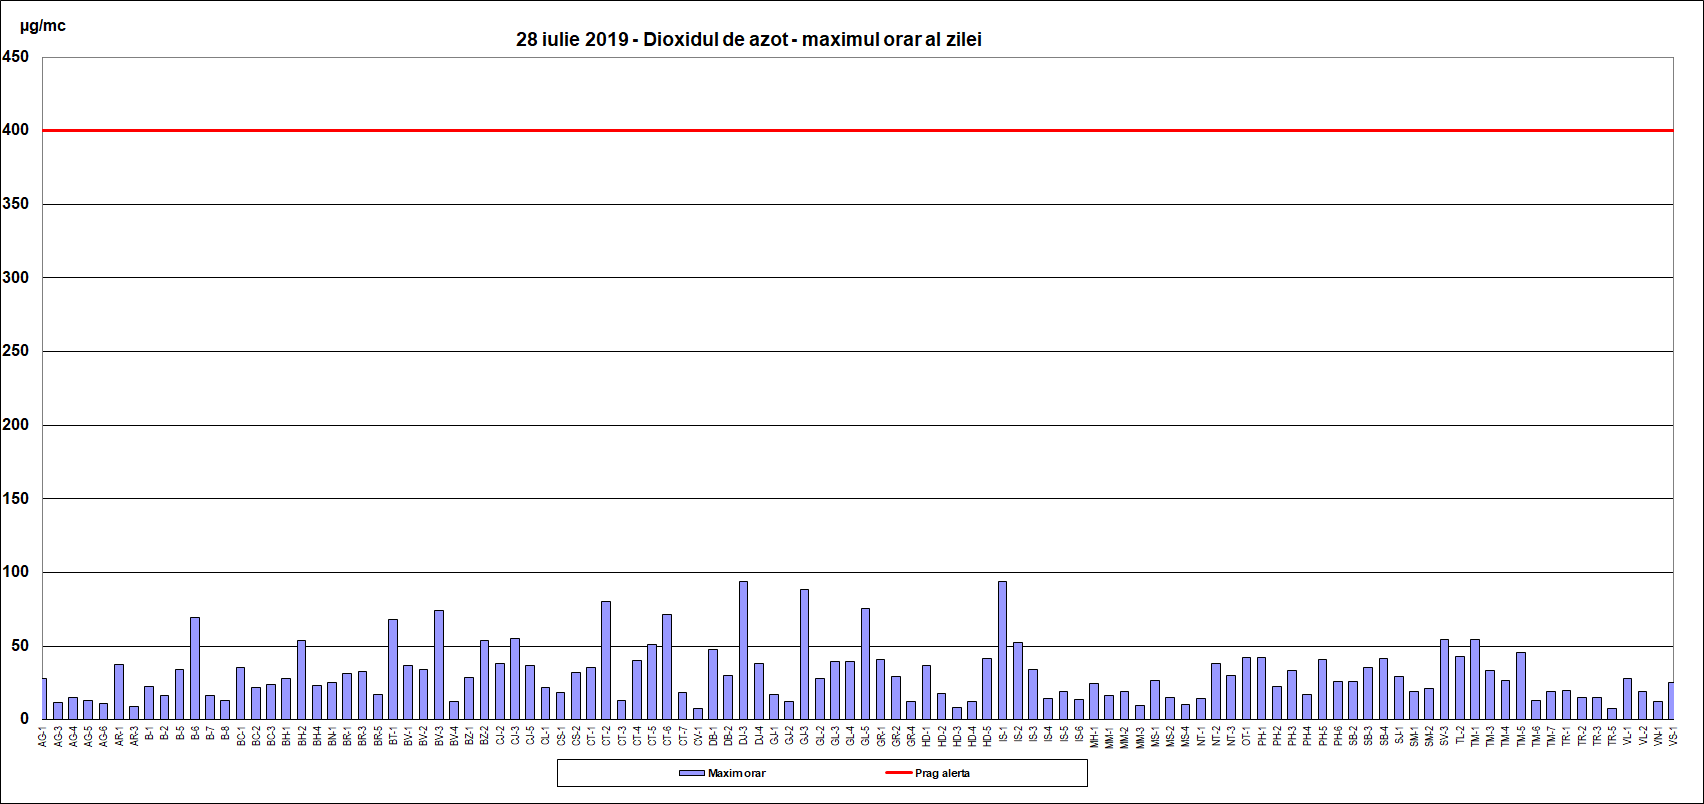 µg/mc
28 iulie 2019 - Dioxidul de azot - maximul orar al zilei
450
400
350
300
250
200
150
100
50
0
AG-1
AG-3
AG-4
AG-5
AG-6
AR-1
AR-3
B-1
B-2
B-5
B-6
B-7
B-8
BC-1
BC-2
BC-3
BH-1
BH-2
BH-4
BN-1
BR-1
BR-3
BR-5
BT-1
BV-1
BV-2
BV-3
BV-4
BZ-1
BZ-2
CJ-2
CJ-3
CJ-5
CL-1
CS-1
CS-2
CT-1
CT-2
CT-3
CT-4
CT-5
CT-6
CT-7
CV-1
DB-1
DB-2
DJ-3
DJ-4
GJ-1
GJ-2
GJ-3
GL-2
GL-3
GL-4
GL-5
GR-1
GR-2
GR-4
HD-1
HD-2
HD-3
HD-4
HD-5
IS-1
IS-2
IS-3
IS-4
IS-5
IS-6
MH-1
MM-1
MM-2
MM-3
MS-1
MS-2
MS-4
NT-1
NT-2
NT-3
OT-1
PH-1
PH-2
PH-3
PH-4
PH-5
PH-6
SB-2
SB-3
SB-4
SJ-1
SM-1
SM-2
SV-3
TL-2
TM-1
TM-3
TM-4
TM-5
TM-6
TM-7
TR-1
TR-2
TR-3
TR-5
VL-1
VL-2
VN-1
VS-1
Maxim orar
Prag alerta